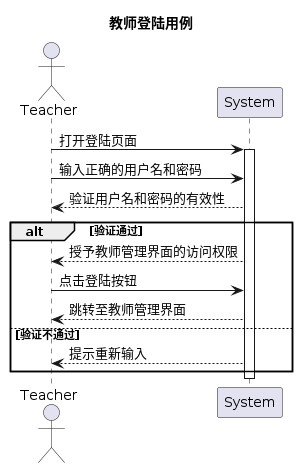 教师登陆用例
Teacher
System
打开登陆页面
输入正确的用户名和密码
验证用户名和密码的有效性
alt [验证通过]
授予教师管理界面的访问权限
点击登陆按钮
跳转至教师管理界面
[验证不通过]
提示重新输入
Teacher
System